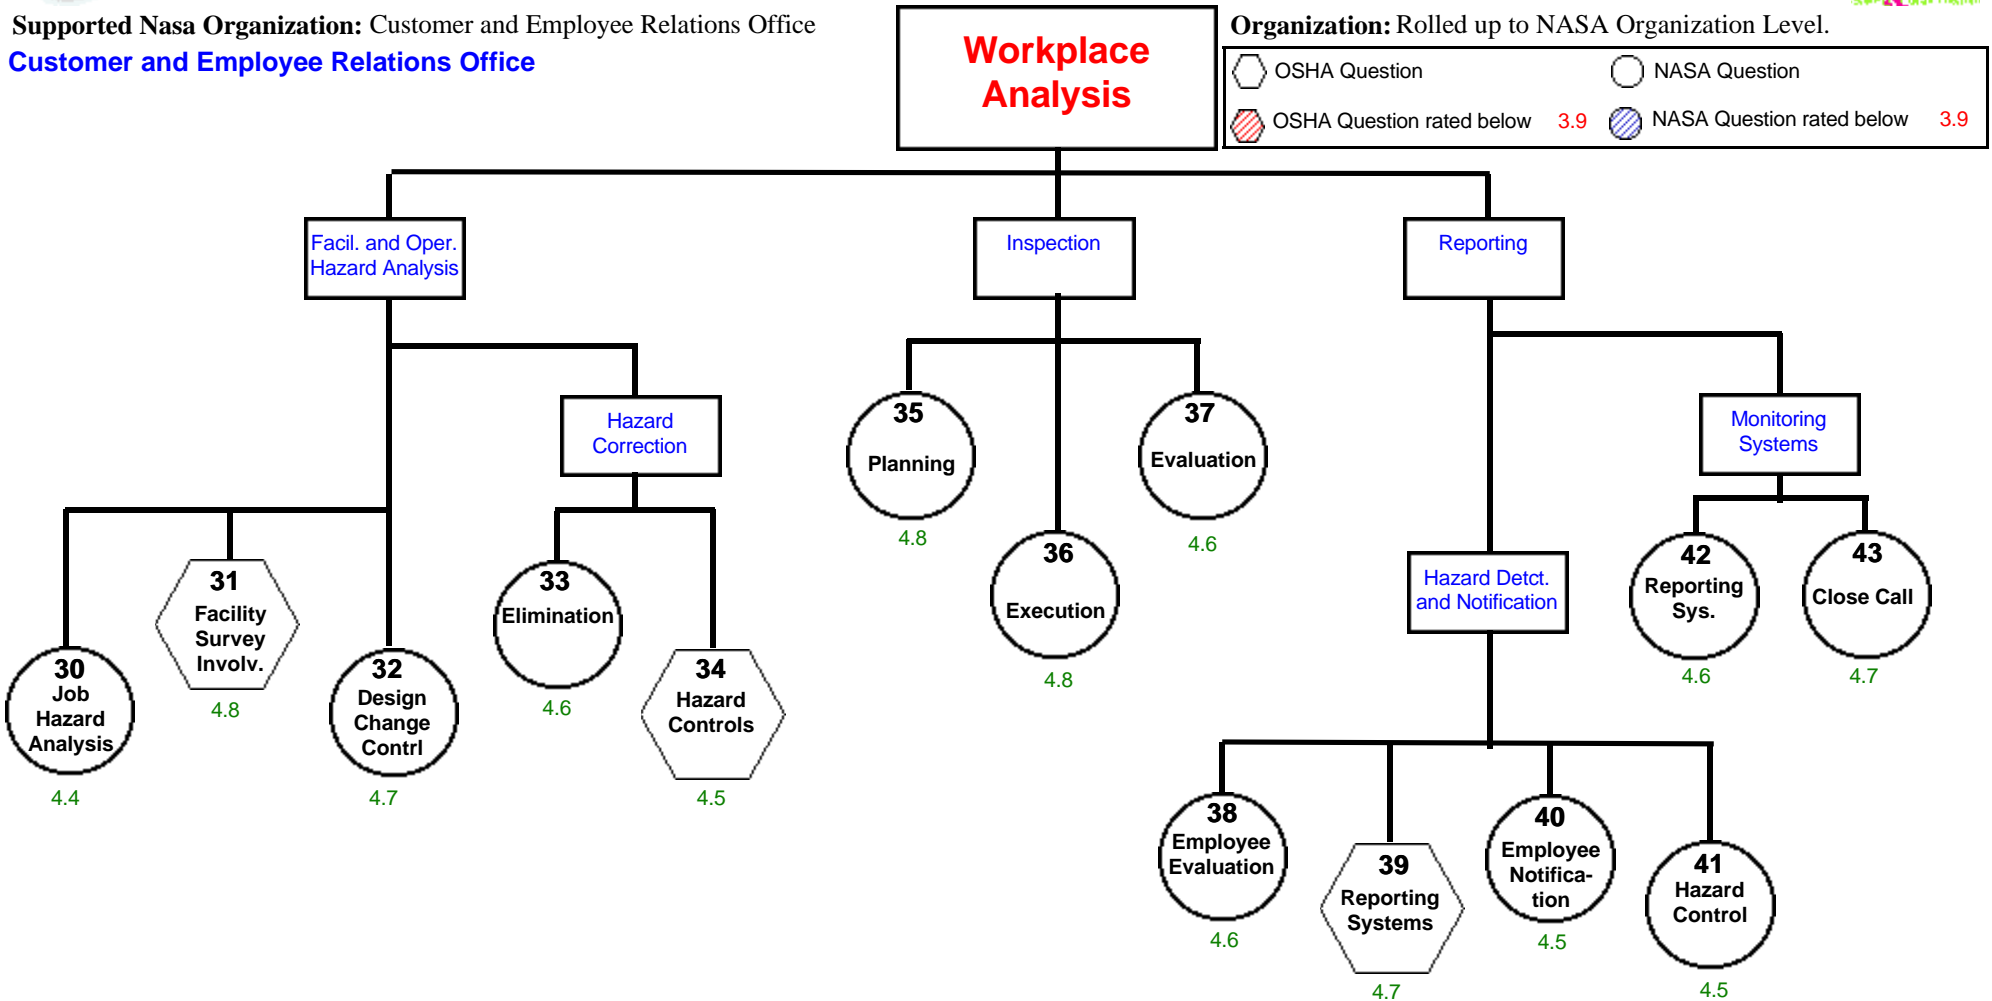 Supported Nasa Organization: Customer and Employee Relations Office
Customer and Employee Relations Office
Workplace
Analysis
Organization: Rolled up to NASA Organization Level.
OSHA Question
NASA Question
OSHA Question rated below 3.9
NASA Question rated below 3.9
Facil. and Oper.
Hazard Analysis
Inspection
Reporting
Hazard
Correction
Monitoring
Systems
Hazard Detct.
and Notification
30
Job
Hazard
Analysis
4.4
31
Facility
Survey
Involv.
4.8
32
Design
Change
Contrl
4.7
33
Elimination
4.6
34
Hazard
Controls
4.5
35
Planning
4.8
36
Execution
4.8
37
Evaluation
4.6
38
Employee
Evaluation
4.6
39
Reporting
Systems
4.7
40
Employee
Notifica-
tion
4.5
41
Hazard
Control
4.5
42
Reporting
Sys.
4.6
43
Close Call
4.7